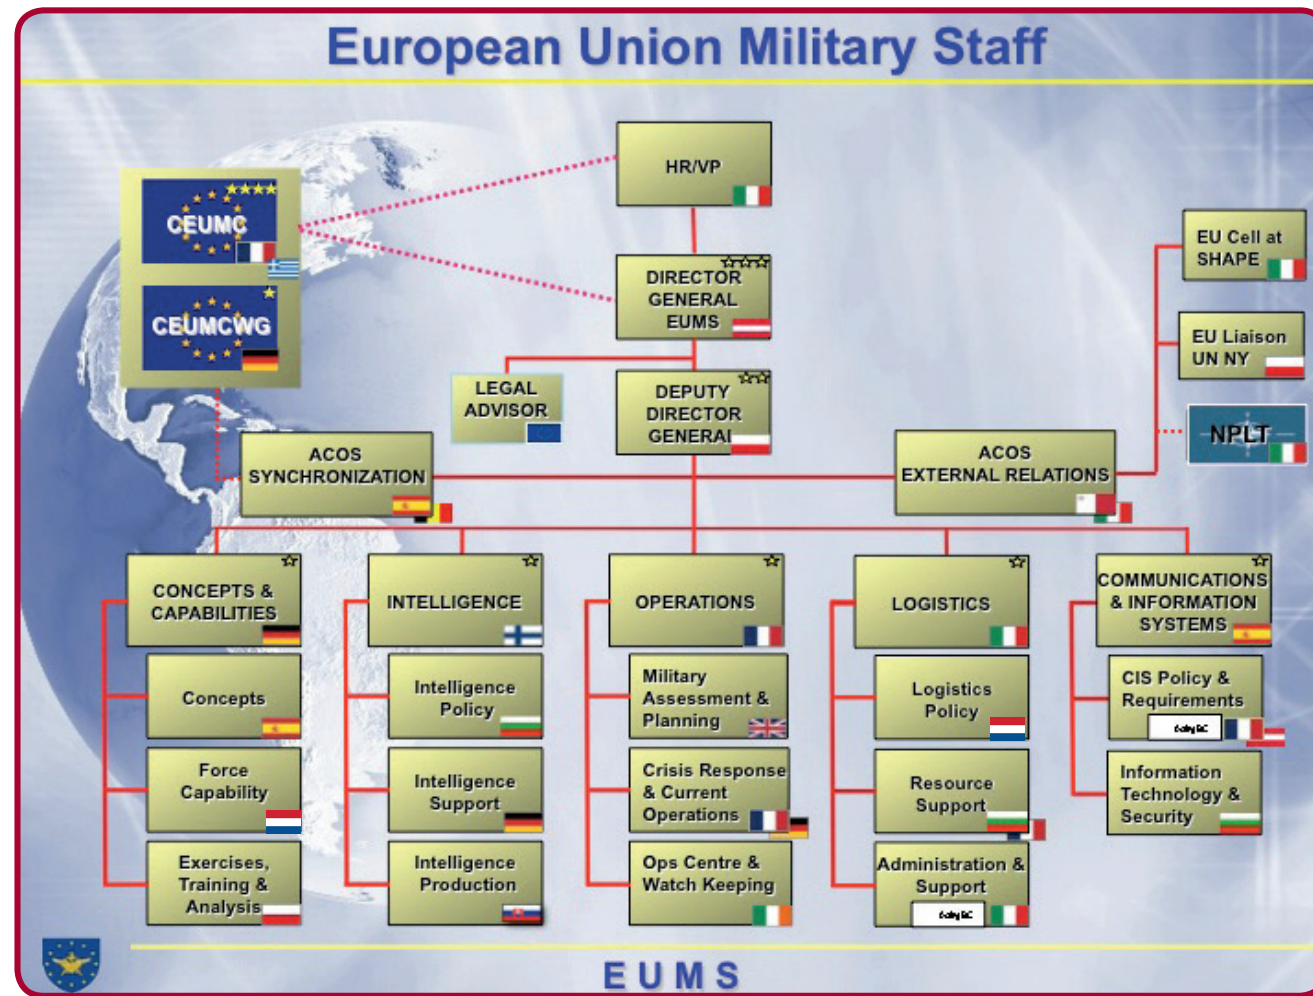 European Union Military Staff
HR/VP
CEUMC
CEUMCWG
DIRECTOR
GENERAL
EUMS
EU Cell at
SHAPE
EU Liaison
UN NY
NPLT
LEGAL
ADVISOR
DEPUTY
DIRECTOR
GENERAL
ACOS
SYNCHRONIZATION
ACOS
EXTERNAL RELATIONS
CONCEPTS &
CAPABILITIES
INTELLIGENCE
OPERATIONS
LOGISTICS
COMMUNICATIONS
& INFORMATION
SYSTEMS
Concepts
Intelligence
Policy
Military
Assessment &
Planning
Logistics
Policy
CIS Policy &
Requirements
Force
Capability
Intelligence
Support
Crisis Response
& Current
Operations
Resource
Support
Information
Technology &
Security
Exercises,
Training &
Analysis
Intelligence
Production
Ops Centre &
Watch Keeping
Administration &
Support
EUMS